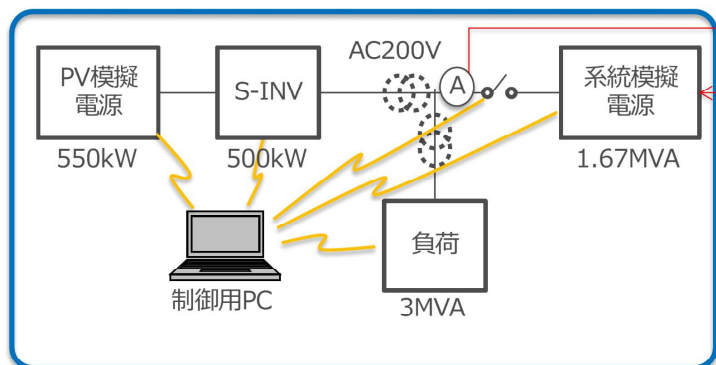 AC200V
PV模擬
電源
S-INV
A
系統模擬
電源
550kW
500kW
1.67MVA
負荷
制御用PC
3MVA